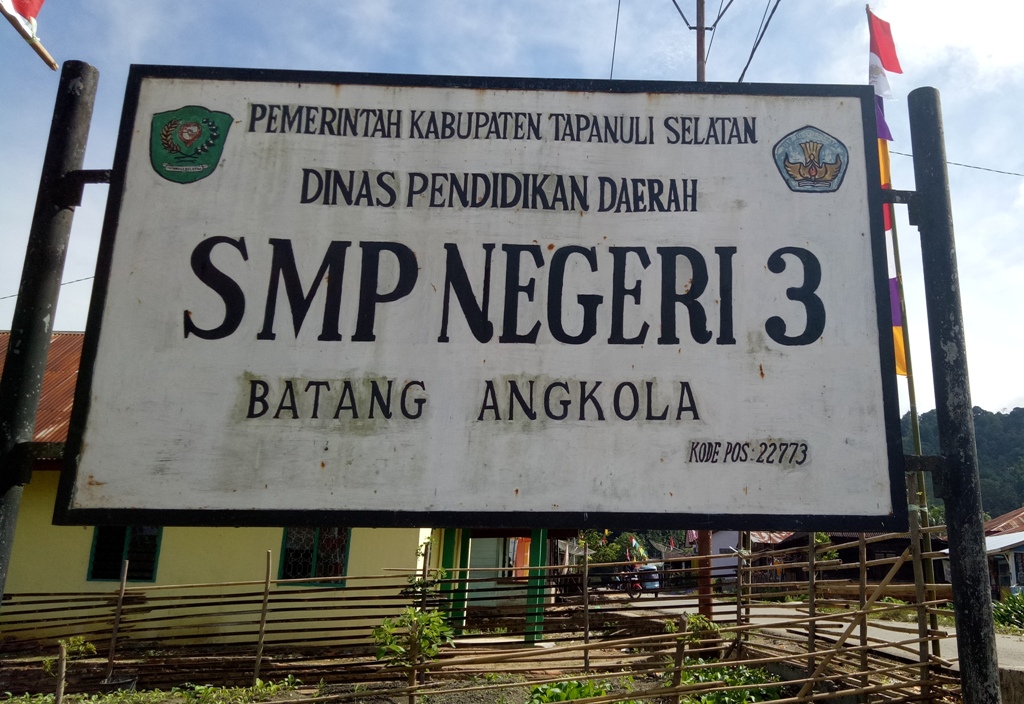 PEMERINTAH KABUPATEN TAPANULI SELATAN
DINAS PENDIDIKAN DAERAH
SMP NEGERI 3
BATANG ANGKOLA
KODE POS : 22773